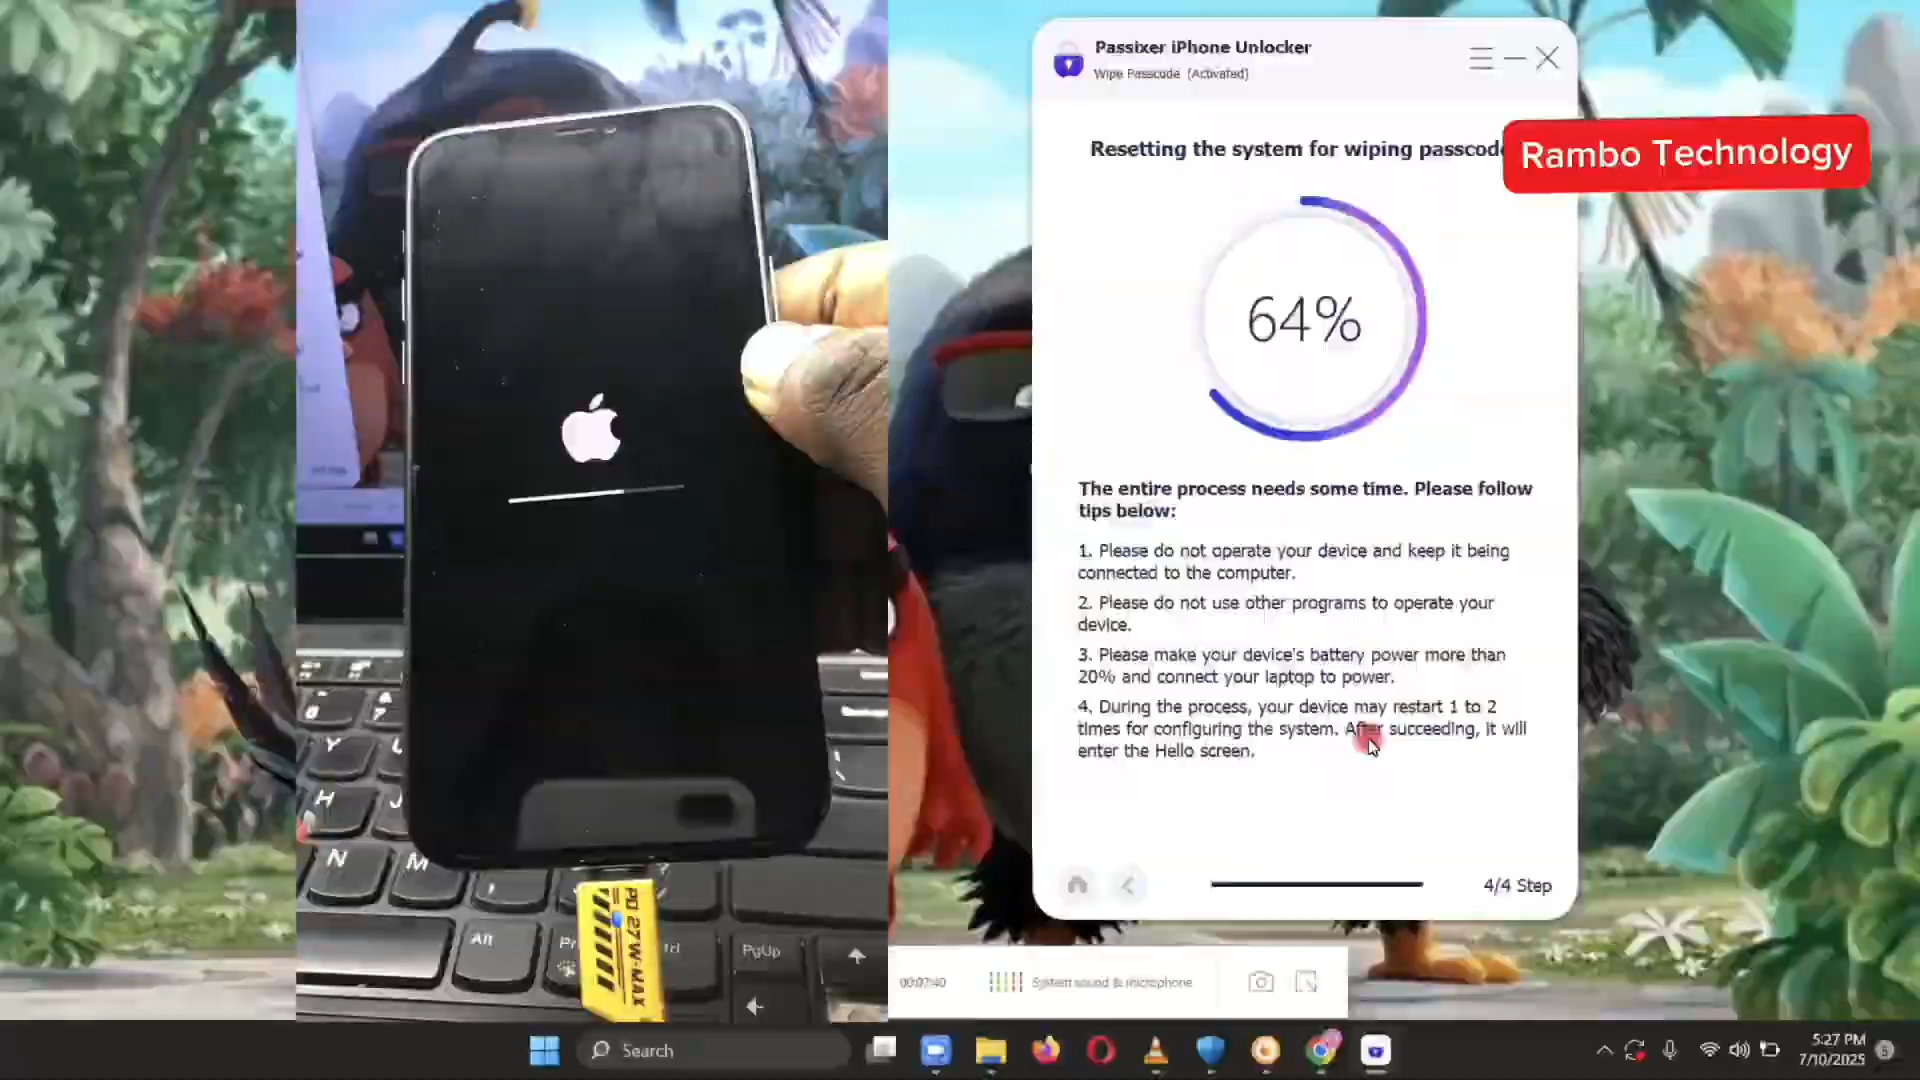 Passixer iPhone Unlocker
Wipe Passcode (Activated)
Resetting the system for wiping passcod
Rambo Technology
64%
The entire process needs some time. Please follow
tips below:
1. Please do not operate your device and keep it being
connected to the computer.
2. Please do not use other programs to operate your
device.
3. Please make your device's battery power more than
20% and connect your laptop to power.
4. During the process, your device may restart 1 to 2
times for configuring the system. After succeeding, it will
enter the Hello screen.
4/4 Step
Y
H
N
M
Alt
PgUp
PD 27W-MAX
00:07:40
System sound & microphone
Search
5:27 PM
7/10/2025
5